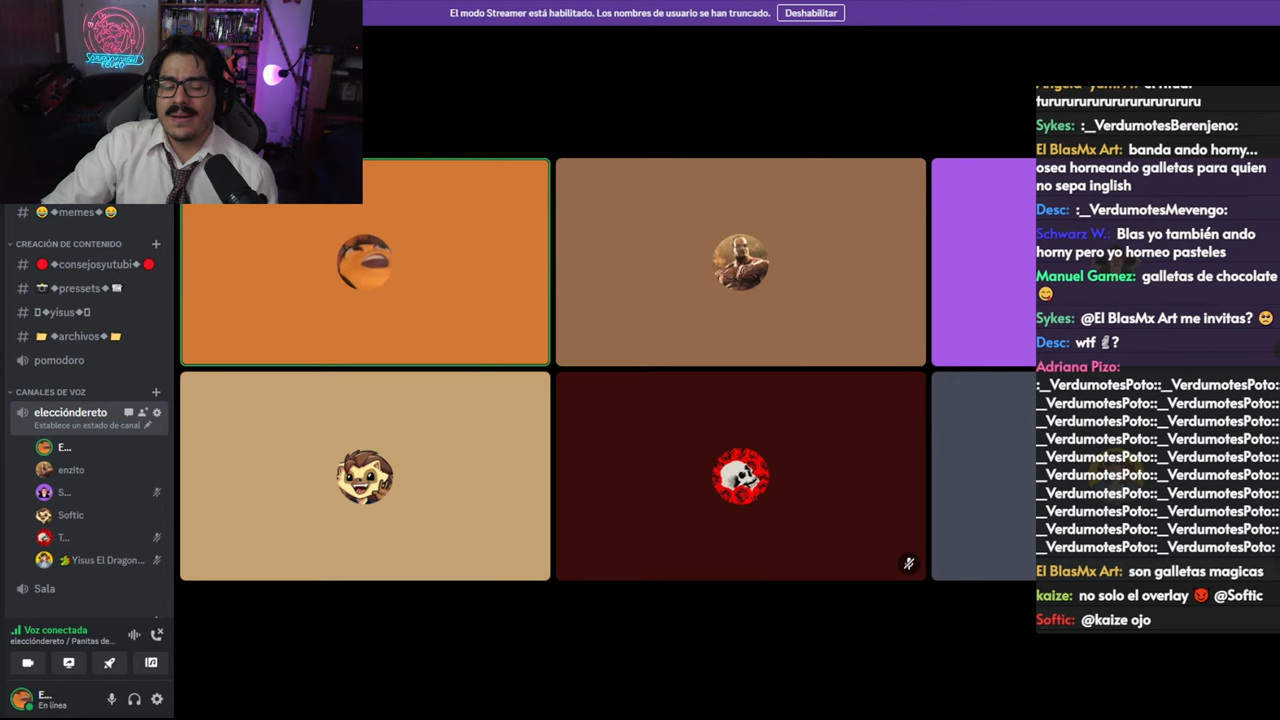 El modo Streamer está habilitado. Los nombres de usuario se han truncado.
Deshabilitar
# 😂◆memes◆😂
CREACIÓN DE CONTENIDO
# 🔴◆consejosyutubi◆🔴
# ◆pressets◆
# ◆yisus◆
# 📂◆archivos◆📂
pomodoro
CANALES DE VOZ
eleccióndereto
Establece un estado de canal
E...
enzito
S...
Softic
T...
Yisus El Dragon...
Sala
Voz conectada
eleccióndereto / Panitas de...
E...
En línea
turururururururururururu
Sykes: :_VerdumotesBerenjeno:
El BlasMx Art: banda ando horny...
osea horneando galletas para quien
no sepa inglish
Desc: :_VerdumotesMevengo:
Schwarz W.: Blas yo también ando
horny pero yo horneo pasteles
Manuel Gamez: galletas de chocolate
😋
Sykes: @El BlasMx Art me invitas? 🥺
Desc: wtf 🗿?
Adriana Pizo:
:_VerdumotesPoto::_VerdumotesPoto:
:_VerdumotesPoto::_VerdumotesPoto:
:_VerdumotesPoto::_VerdumotesPoto:
:_VerdumotesPoto::_VerdumotesPoto:
:_VerdumotesPoto::_VerdumotesPoto:
:_VerdumotesPoto::_VerdumotesPoto:
:_VerdumotesPoto::_VerdumotesPoto:
:_VerdumotesPoto::_VerdumotesPoto:
:_VerdumotesPoto::_VerdumotesPoto:
:_VerdumotesPoto::_VerdumotesPoto:
El BlasMx Art: son galletas magicas
kaize: no solo el overlay 😈 @Softic
Softic: @kaize ojo